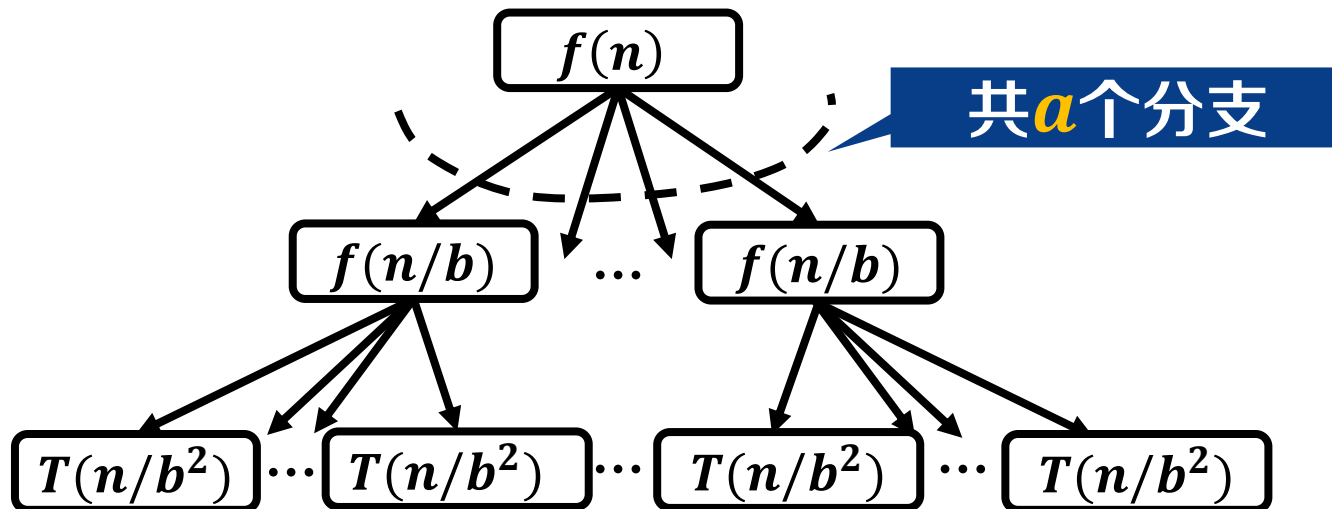 f(n)
共a个分支
f(n/b) … f(n/b)
T(n/b²) … T(n/b²) … T(n/b²) … T(n/b²)